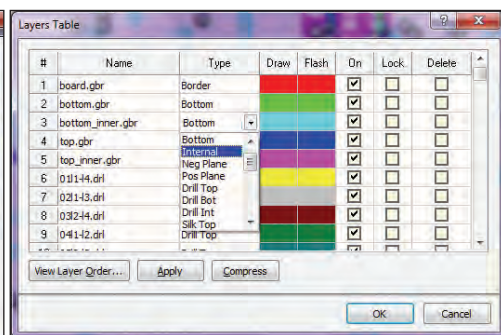 Layers Table
# Name Type Draw Flash On Lock Delete
1 board.gbr Border
2 bottom.gbr Bottom
3 bottom_inner.gbr Bottom
4 top.gbr Bottom
5 top_inner.gbr Internal
Neg Plane
6 01l1-l4.drl Pos Plane
7 02l1-l3.drl Drill Top
Drill Bot
8 03l2-l4.drl Drill Int
Silk Top
9 04l1-l2.drl Drill Top
View Layer Order... Apply Compress
OK Cancel